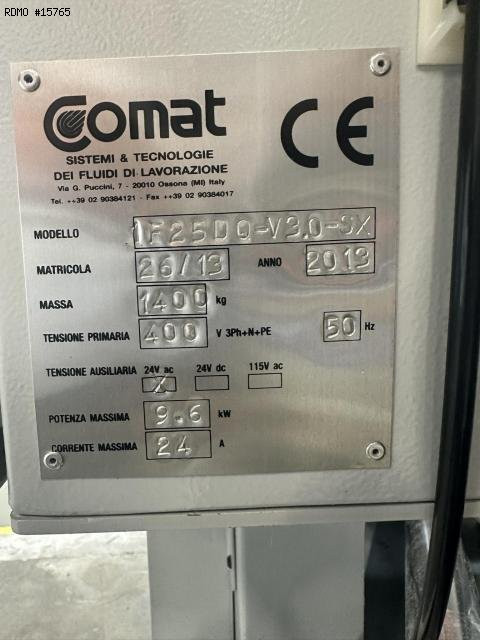 RDMO #15765
Comat
CE
SISTEMI & TECNOLOGIE
DEI FLUIDI DI LAVORAZIONE
Via G. Puccini, 7 - 20010 Ossona (MI) Italy
Tel. ++39 02 90384121 - Fax ++39 02 90384017
MODELLO 1F25DQ-V3.0-SX
MATRICOLA 26/13 ANNO 2013
MASSA 1400 kg
TENSIONE PRIMARIA 400 V 3Ph+N+PE 50 Hz
TENSIONE AUSILIARIA 24V ac 24V dc 115V ac
X
POTENZA MASSIMA 9.6 kW
CORRENTE MASSIMA 24 A